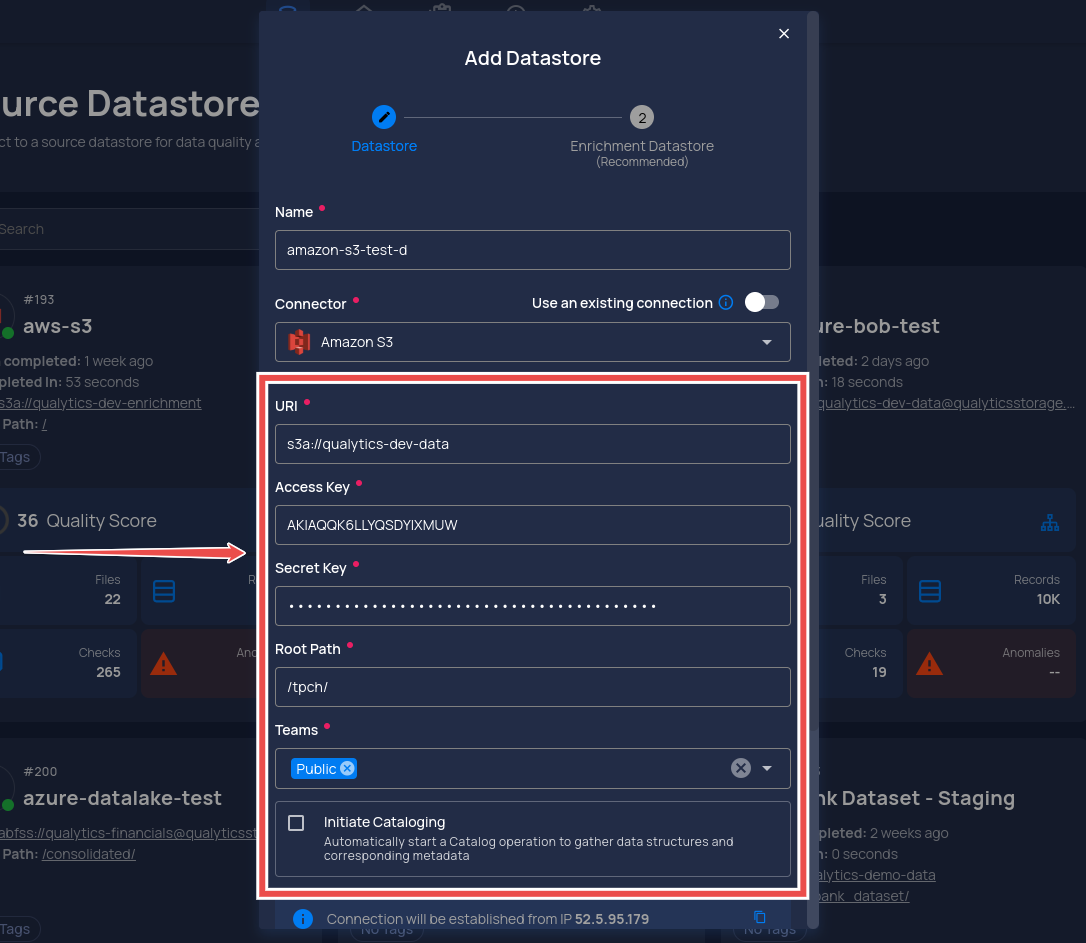 Add Datastore
2
Datastore
Enrichment Datastore
(Recommended)
urce Datastore
ct to a source datastore for data quality a
Search
Name
amazon-s3-test-d
Connector
Use an existing connection
Amazon S3
#193
aws-s3
completed: 1 week ago
pleted In: 53 seconds
s3a://qualytics-dev-enrichment
Path: /
Tags
36 Quality Score
Files
22
R
Checks
265
Ano
#200
azure-datalake-test
abfss://qualytics-financials@qualyticsst
Path: /consolidated/
Tags
URI
s3a://qualytics-dev-data
Access Key
AKIAQQK6LLYQSDYIXMUW
Secret Key
••••••••••••••••••••••••••••••••••••••••
Root Path
/tpch/
Teams
Public
Initiate Cataloging
Automatically start a Catalog operation to gather data structures and
corresponding metadata
Connection will be established from IP 52.5.95.179
No Tags
ure-bob-test
leted: 2 days ago
n: 18 seconds
qualytics-dev-data@qualyticsstorage....
uality Score
Files
3
Records
10K
Checks
19
Anomalies
--
nk Dataset - Staging
pleted: 2 weeks ago
n: 0 seconds
alytics-demo-data
bank_dataset/
No Tags